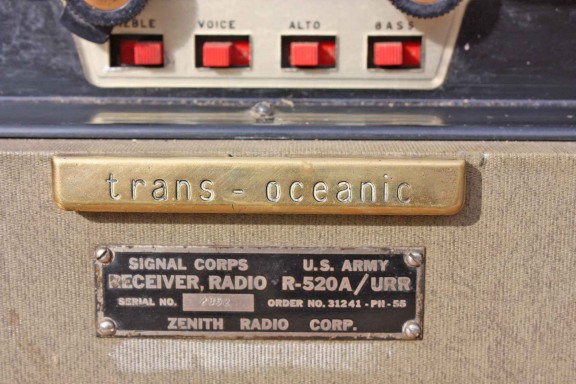 TREBLE VOICE ALTO BASS
trans-oceanic
SIGNAL CORPS U.S. ARMY
RECEIVER, RADIO R-520A/URR
SERIAL NO. ORDER NO. 31241-PH-55
ZENITH RADIO CORP.